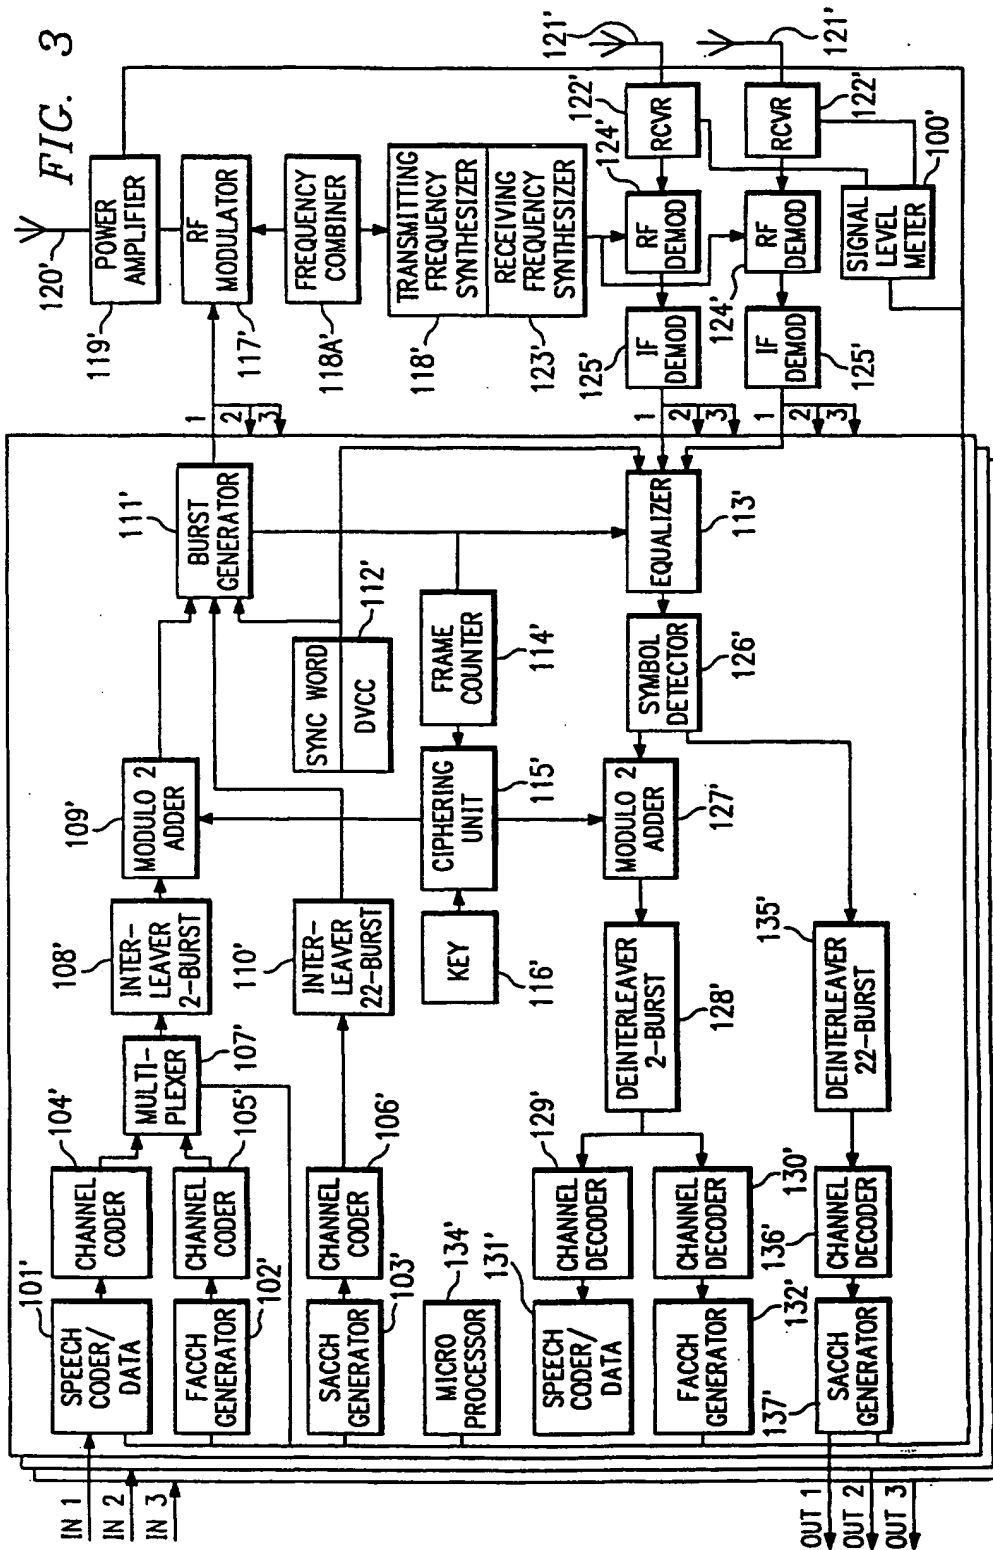 FIG. 3
IN 1
IN 2
IN 3
101'
SPEECH
CODER/
DATA
104'
CHANNEL
CODER
102'
FACCH
GENERATOR
105'
CHANNEL
CODER
107'
MULTI-
PLEXER
108'
INTER-
LEAVER
2-BURST
109'
MODULO 2
ADDER
103'
SACCH
GENERATOR
106'
CHANNEL
CODER
110'
INTER-
LEAVER
22-BURST
111'
BURST
GENERATOR
112'
SYNC WORD
DVCC
1
2
3
120'
119'
POWER
AMPLIFIER
117'
RF
MODULATOR
118A'
FREQUENCY
COMBINER
118'
TRANSMITTING
FREQUENCY
SYNTHESIZER
123'
RECEIVING
FREQUENCY
SYNTHESIZER
134'
MICRO
PROCESSOR
116'
KEY
115'
CIPHERING
UNIT
114'
FRAME
COUNTER
131'
SPEECH
CODER/
DATA
129'
CHANNEL
DECODER
132'
FACCH
GENERATOR
130'
CHANNEL
DECODER
128'
DEINTERLEAVER
2-BURST
127'
MODULO 2
ADDER
126'
SYMBOL
DETECTOR
113'
EQUALIZER
1
2
3
125'
IF
DEMOD
124'
RF
DEMOD
122'
RCVR
121'
1
2
3
125'
IF
DEMOD
124'
RF
DEMOD
122'
RCVR
121'
100'
SIGNAL
LEVEL
METER
137'
SACCH
GENERATOR
136'
CHANNEL
DECODER
135'
DEINTERLEAVER
22-BURST
OUT 1
OUT 2
OUT 3